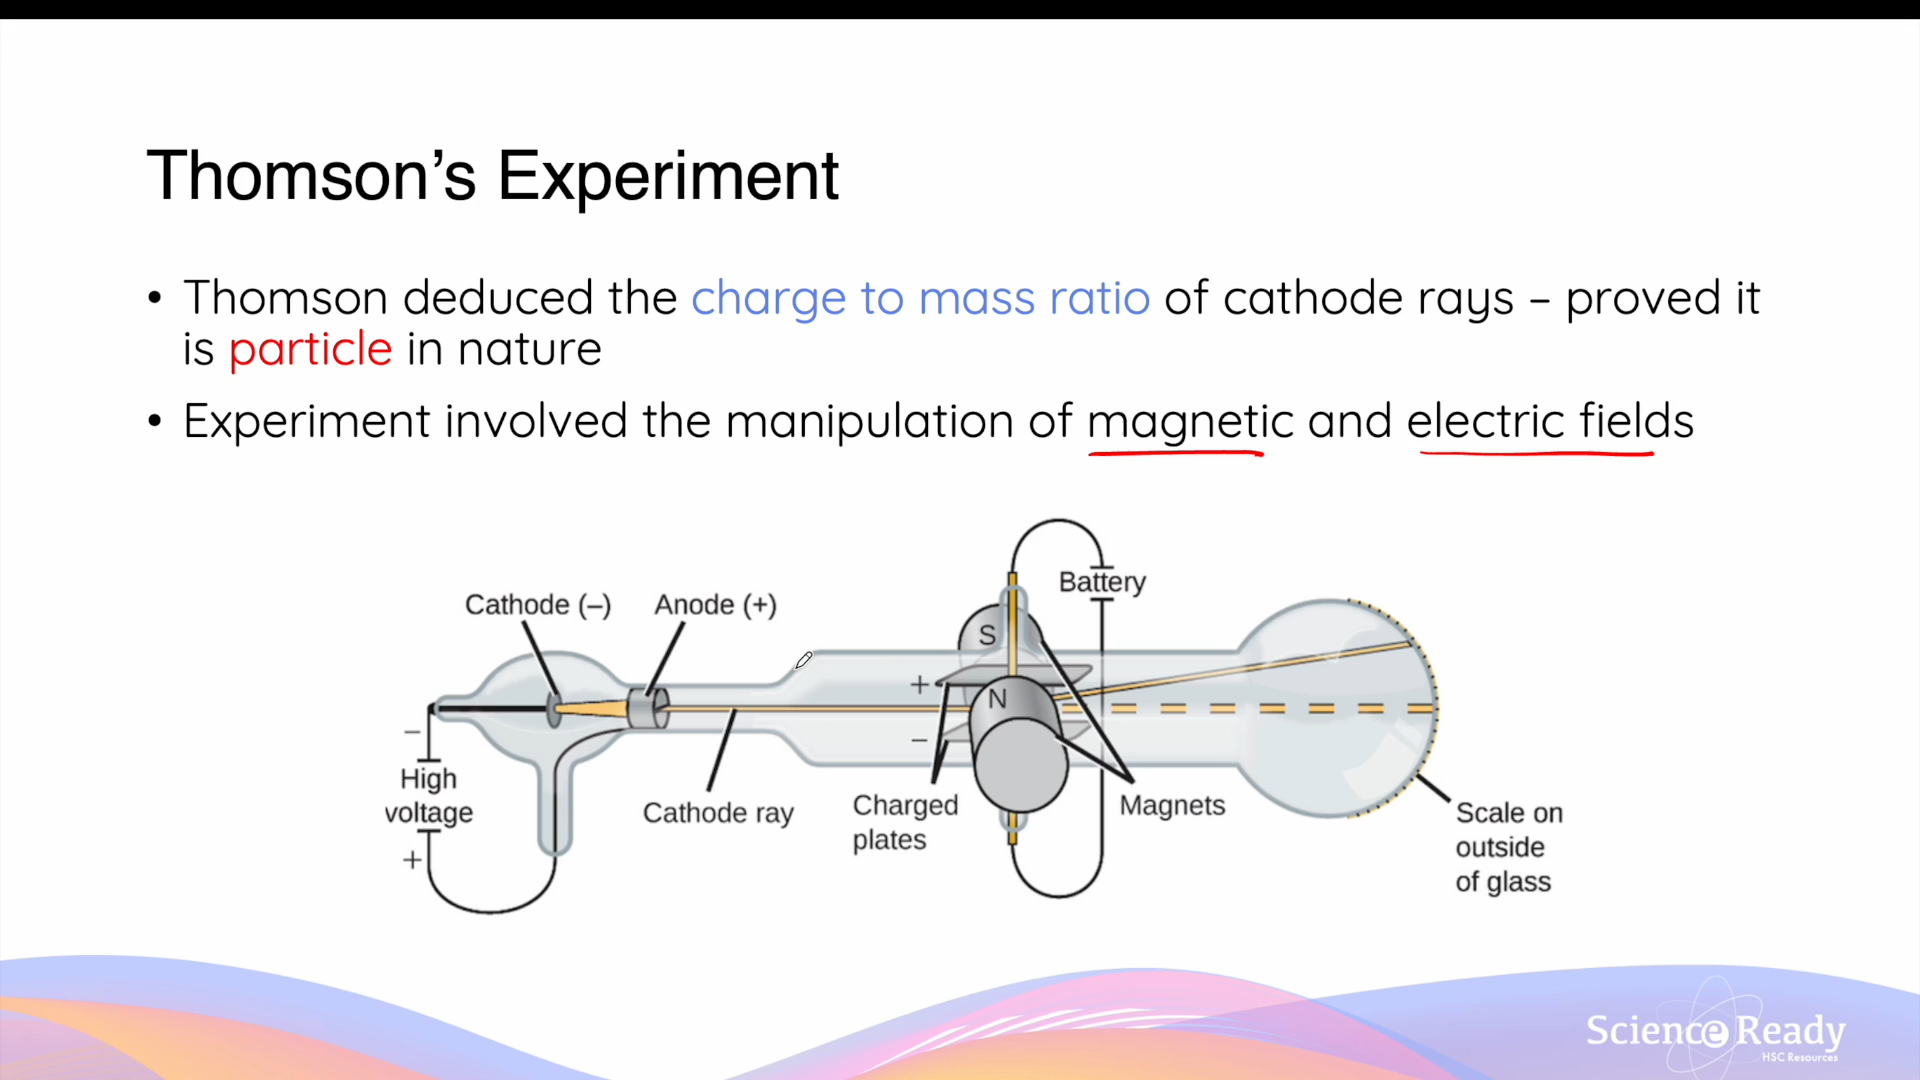 Thomson’s Experiment
• Thomson deduced the charge to mass ratio of cathode rays – proved it
is particle in nature
• Experiment involved the manipulation of magnetic and electric fields
Battery
Cathode (–)
Anode (+)
S
+
N
–
–
High
voltage
+
Cathode ray
Charged
plates
Magnets
Scale on
outside
of glass
Science Ready
HSC Resources